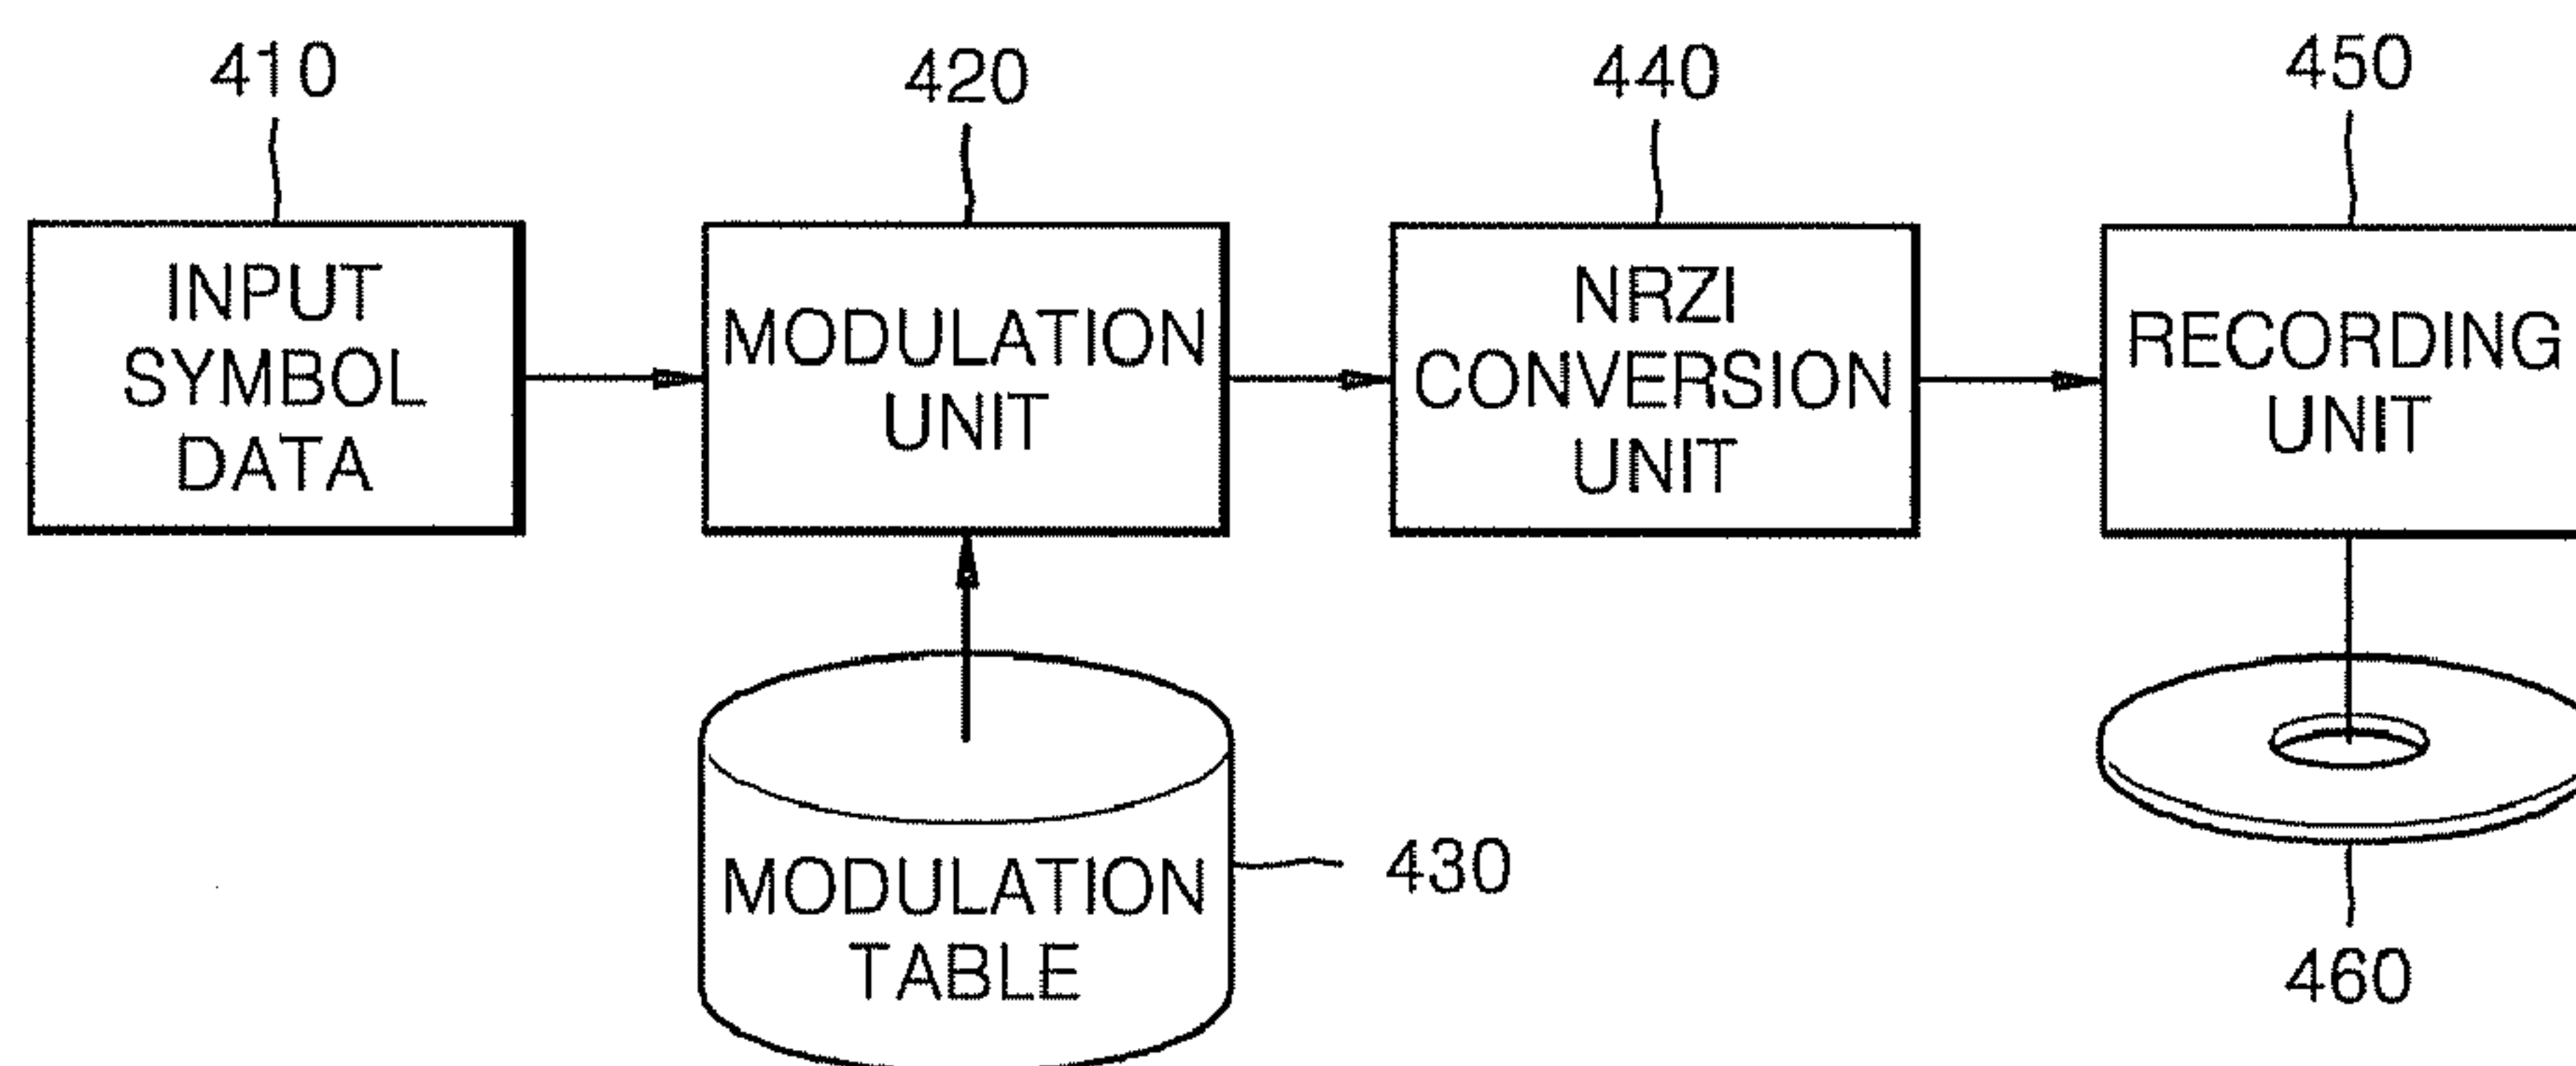 410
420
440
450
INPUT
SYMBOL
DATA
MODULATION
UNIT
NRZI
CONVERSION
UNIT
RECORDING
UNIT
MODULATION
TABLE
430
460